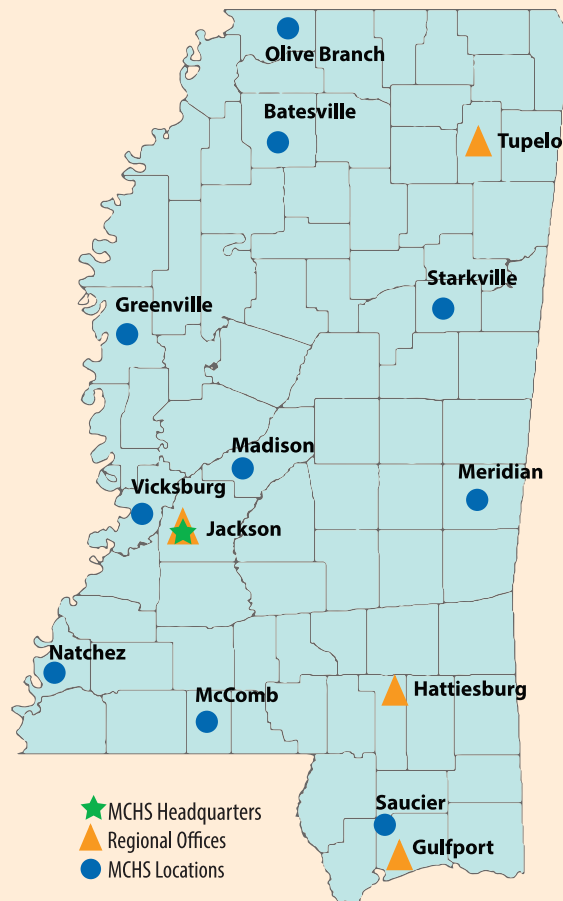 Olive Branch
Batesville
Tupelo
Starkville
Greenville
Madison
Meridian
Vicksburg
Jackson
Natchez
Hattiesburg
McComb
Saucier
Gulfport
MCHS Headquarters
Regional Offices
MCHS Locations